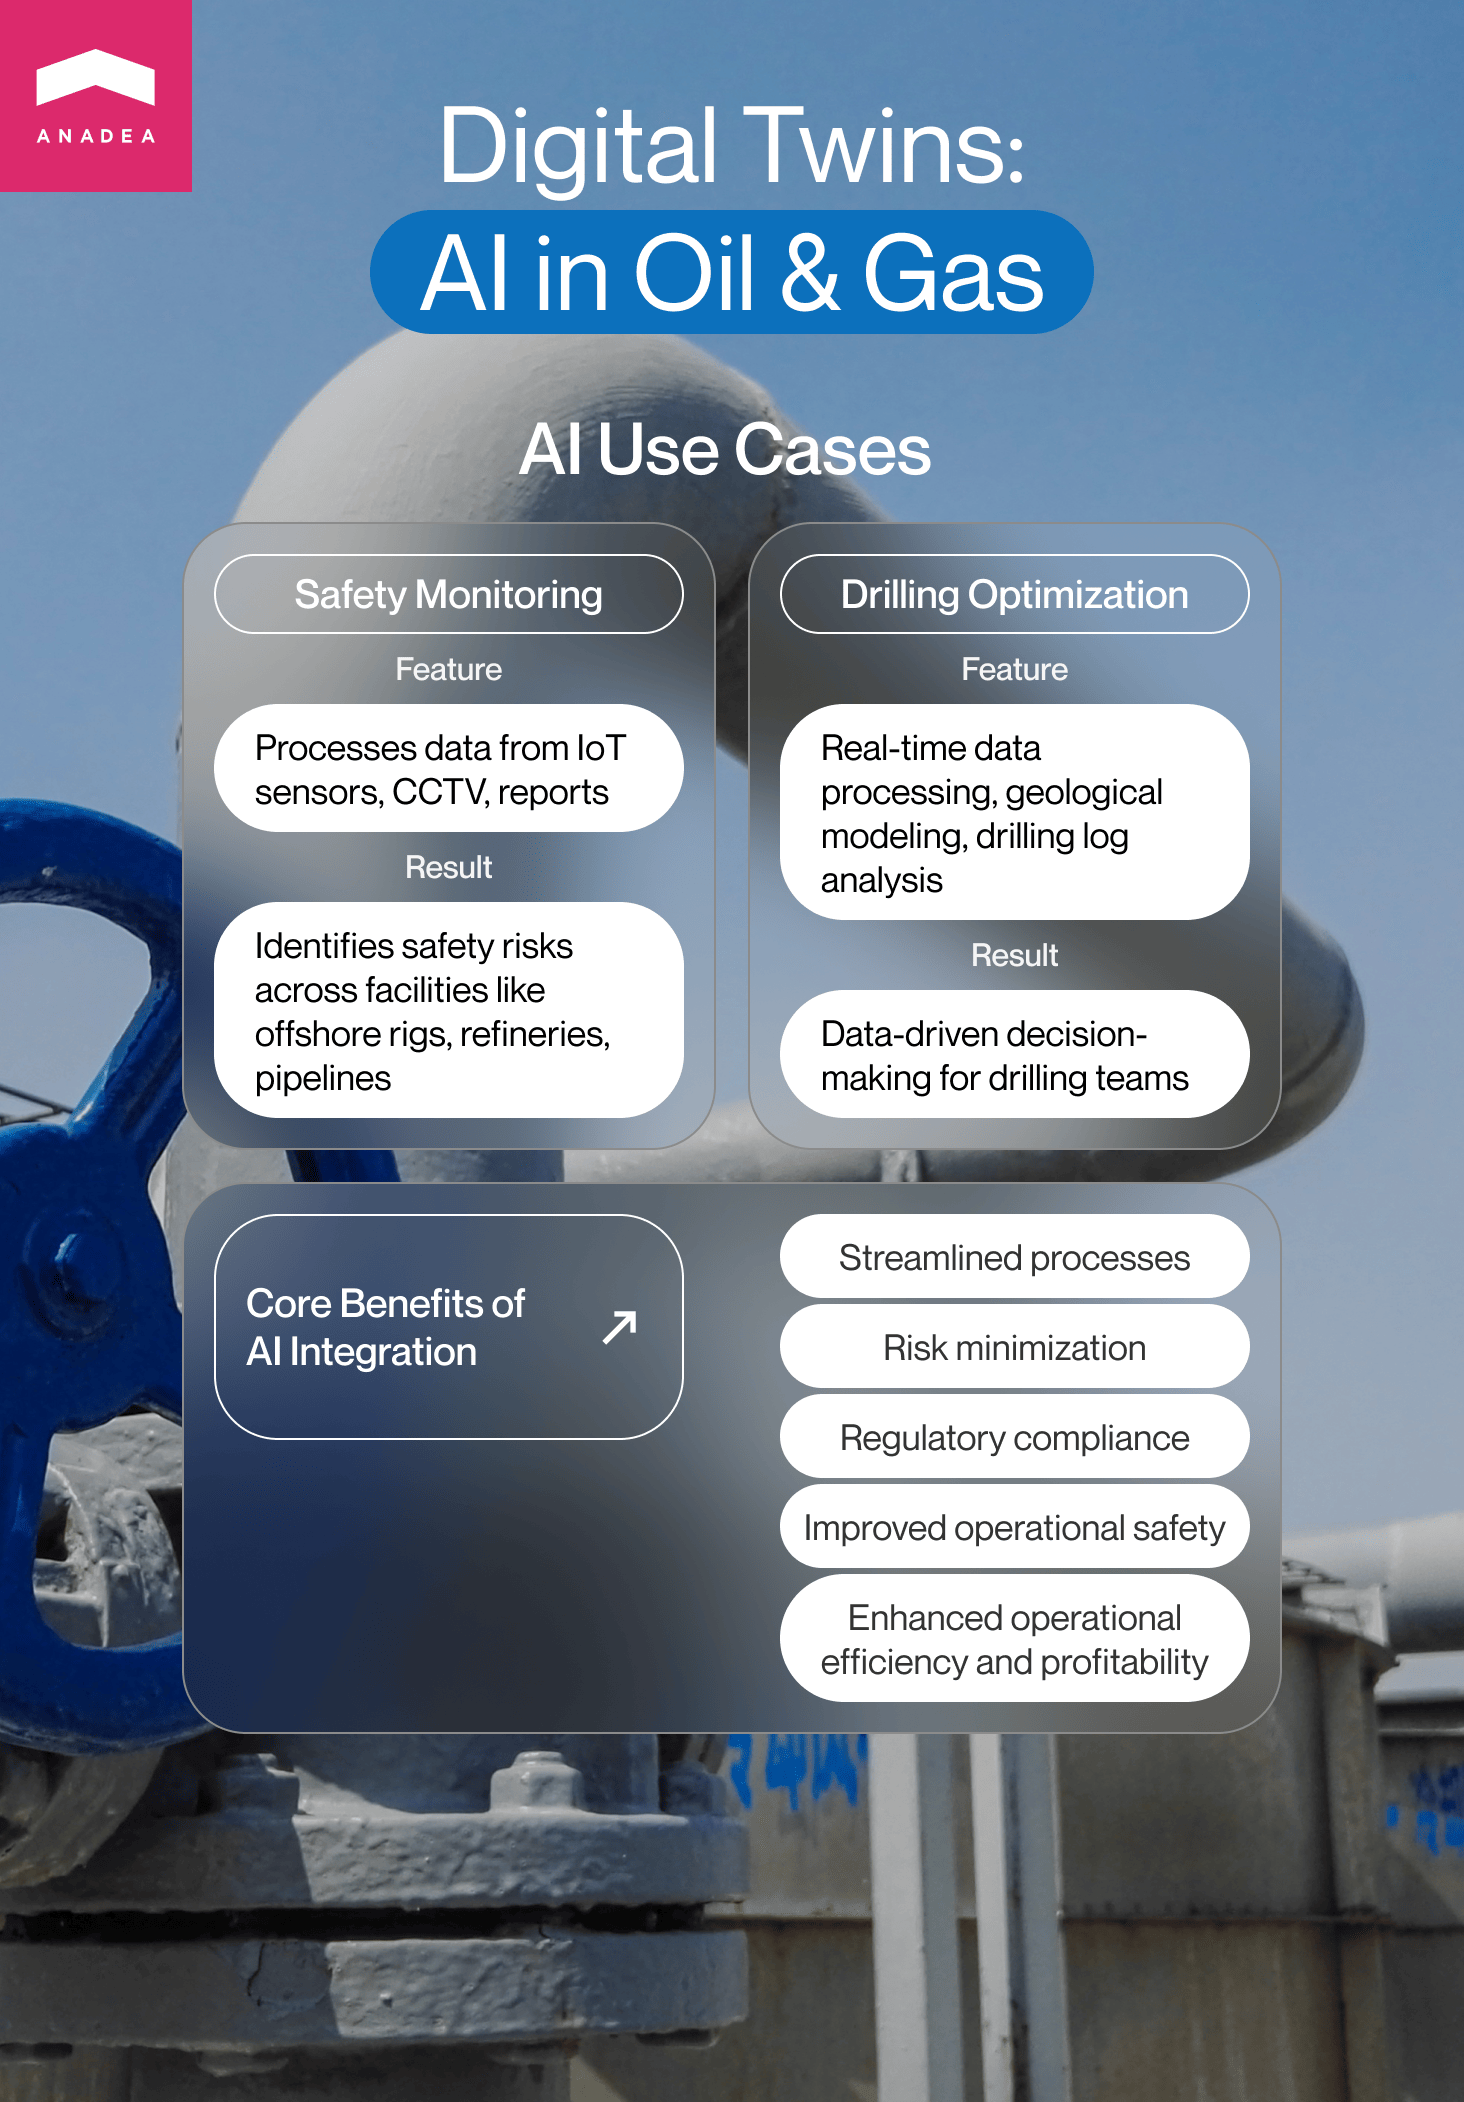 ANADEA
Digital Twins:
AI in Oil & Gas
AI Use Cases
Safety Monitoring
Feature
Processes data from IoT
sensors, CCTV, reports
Result
Identifies safety risks
across facilities like
offshore rigs, refineries,
pipelines
Drilling Optimization
Feature
Real-time data
processing, geological
modeling, drilling log
analysis
Result
Data-driven decision-
making for drilling teams
Core Benefits of
AI Integration
Streamlined processes
Risk minimization
Regulatory compliance
Improved operational safety
Enhanced operational
efficiency and profitability